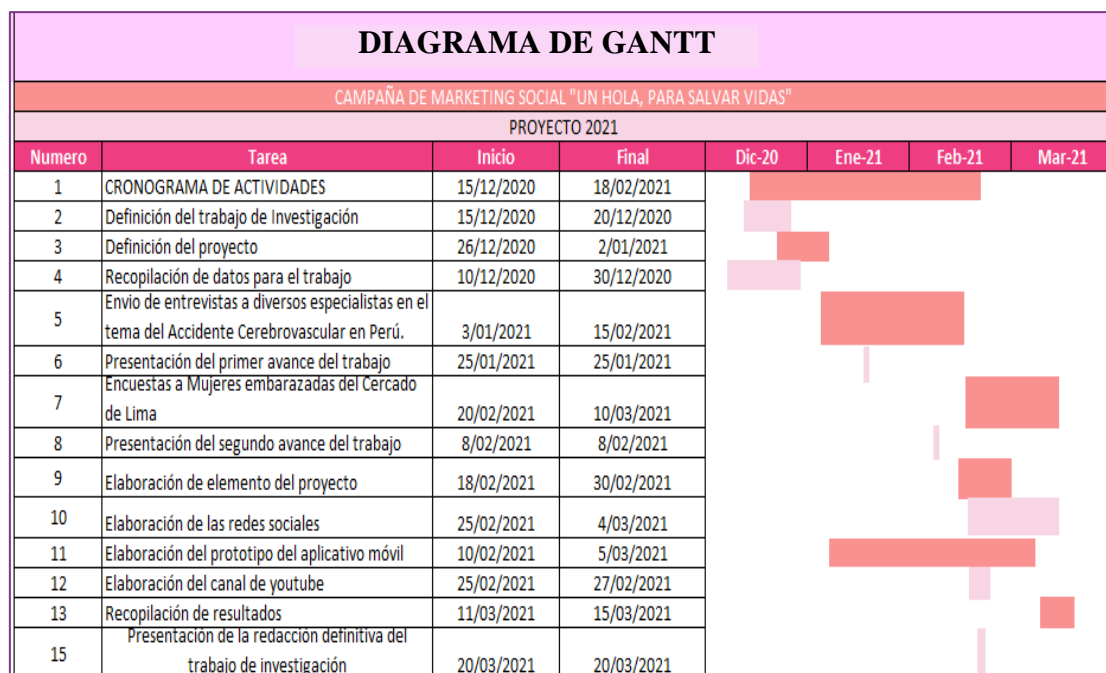 DIAGRAMA DE GANTT
CAMPAÑA DE MARKETING SOCIAL "UN HOLA, PARA SALVAR VIDAS"
PROYECTO 2021
Numero Tarea Inicio Final Dic-20 Ene-21 Feb-21 Mar-21
1 CRONOGRAMA DE ACTIVIDADES 15/12/2020 18/02/2021
2 Definición del trabajo de Investigación 15/12/2020 20/12/2020
3 Definición del proyecto 26/12/2020 2/01/2021
4 Recopilación de datos para el trabajo 10/12/2020 30/12/2020
Envio de entrevistas a diversos especialistas en el
5 tema del Accidente Cerebrovascular en Perú. 3/01/2021 15/02/2021
6 Presentación del primer avance del trabajo 25/01/2021 25/01/2021
Encuestas a Mujeres embarazadas del Cercado
7 de Lima 20/02/2021 10/03/2021
8 Presentación del segundo avance del trabajo 8/02/2021 8/02/2021
9 Elaboración de elemento del proyecto 18/02/2021 30/02/2021
10 Elaboración de las redes sociales 25/02/2021 4/03/2021
11 Elaboración del prototipo del aplicativo móvil 10/02/2021 5/03/2021
12 Elaboración del canal de youtube 25/02/2021 27/02/2021
13 Recopilación de resultados 11/03/2021 15/03/2021
Presentación de la redacción definitiva del
15 trabajo de investigación 20/03/2021 20/03/2021